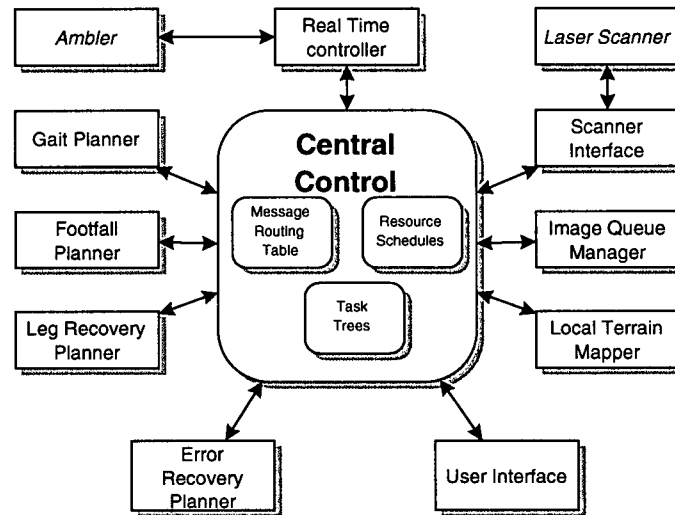 Ambler
Real Time
controller
Laser Scanner
Gait Planner
Central
Control
Scanner
Interface
Message
Routing
Table
Resource
Schedules
Footfall
Planner
Image Queue
Manager
Task
Trees
Leg Recovery
Planner
Local Terrain
Mapper
Error
Recovery
Planner
User Interface